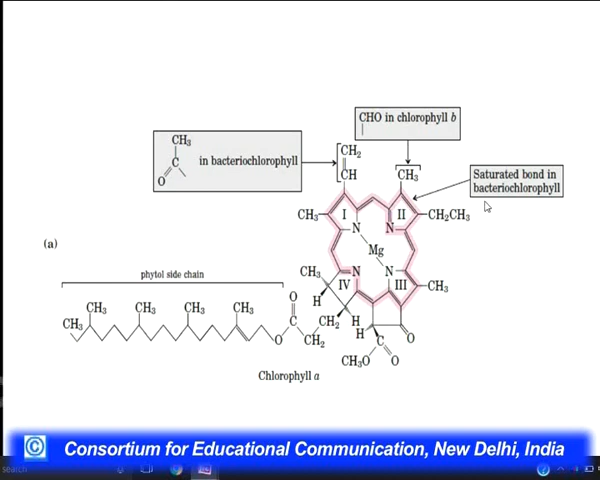 CHO in chlorophyll b
CH₃
C
O
in bacteriochlorophyll
CH₂
CH
CH₃
Saturated bond in
bacteriochlorophyll
CH₃
I
II
CH₂CH₃
N
N
Mg
(a)
phytol side chain
CH₃
N
N
IV
III
CH₃
H
O
CH₃
CH₃
CH₃
CH₃
CH₃
C
CH₂
H
H
O
CH₂
O
C
CH₃O
O
Chlorophyll a
© Consortium for Educational Communication, New Delhi, India
search